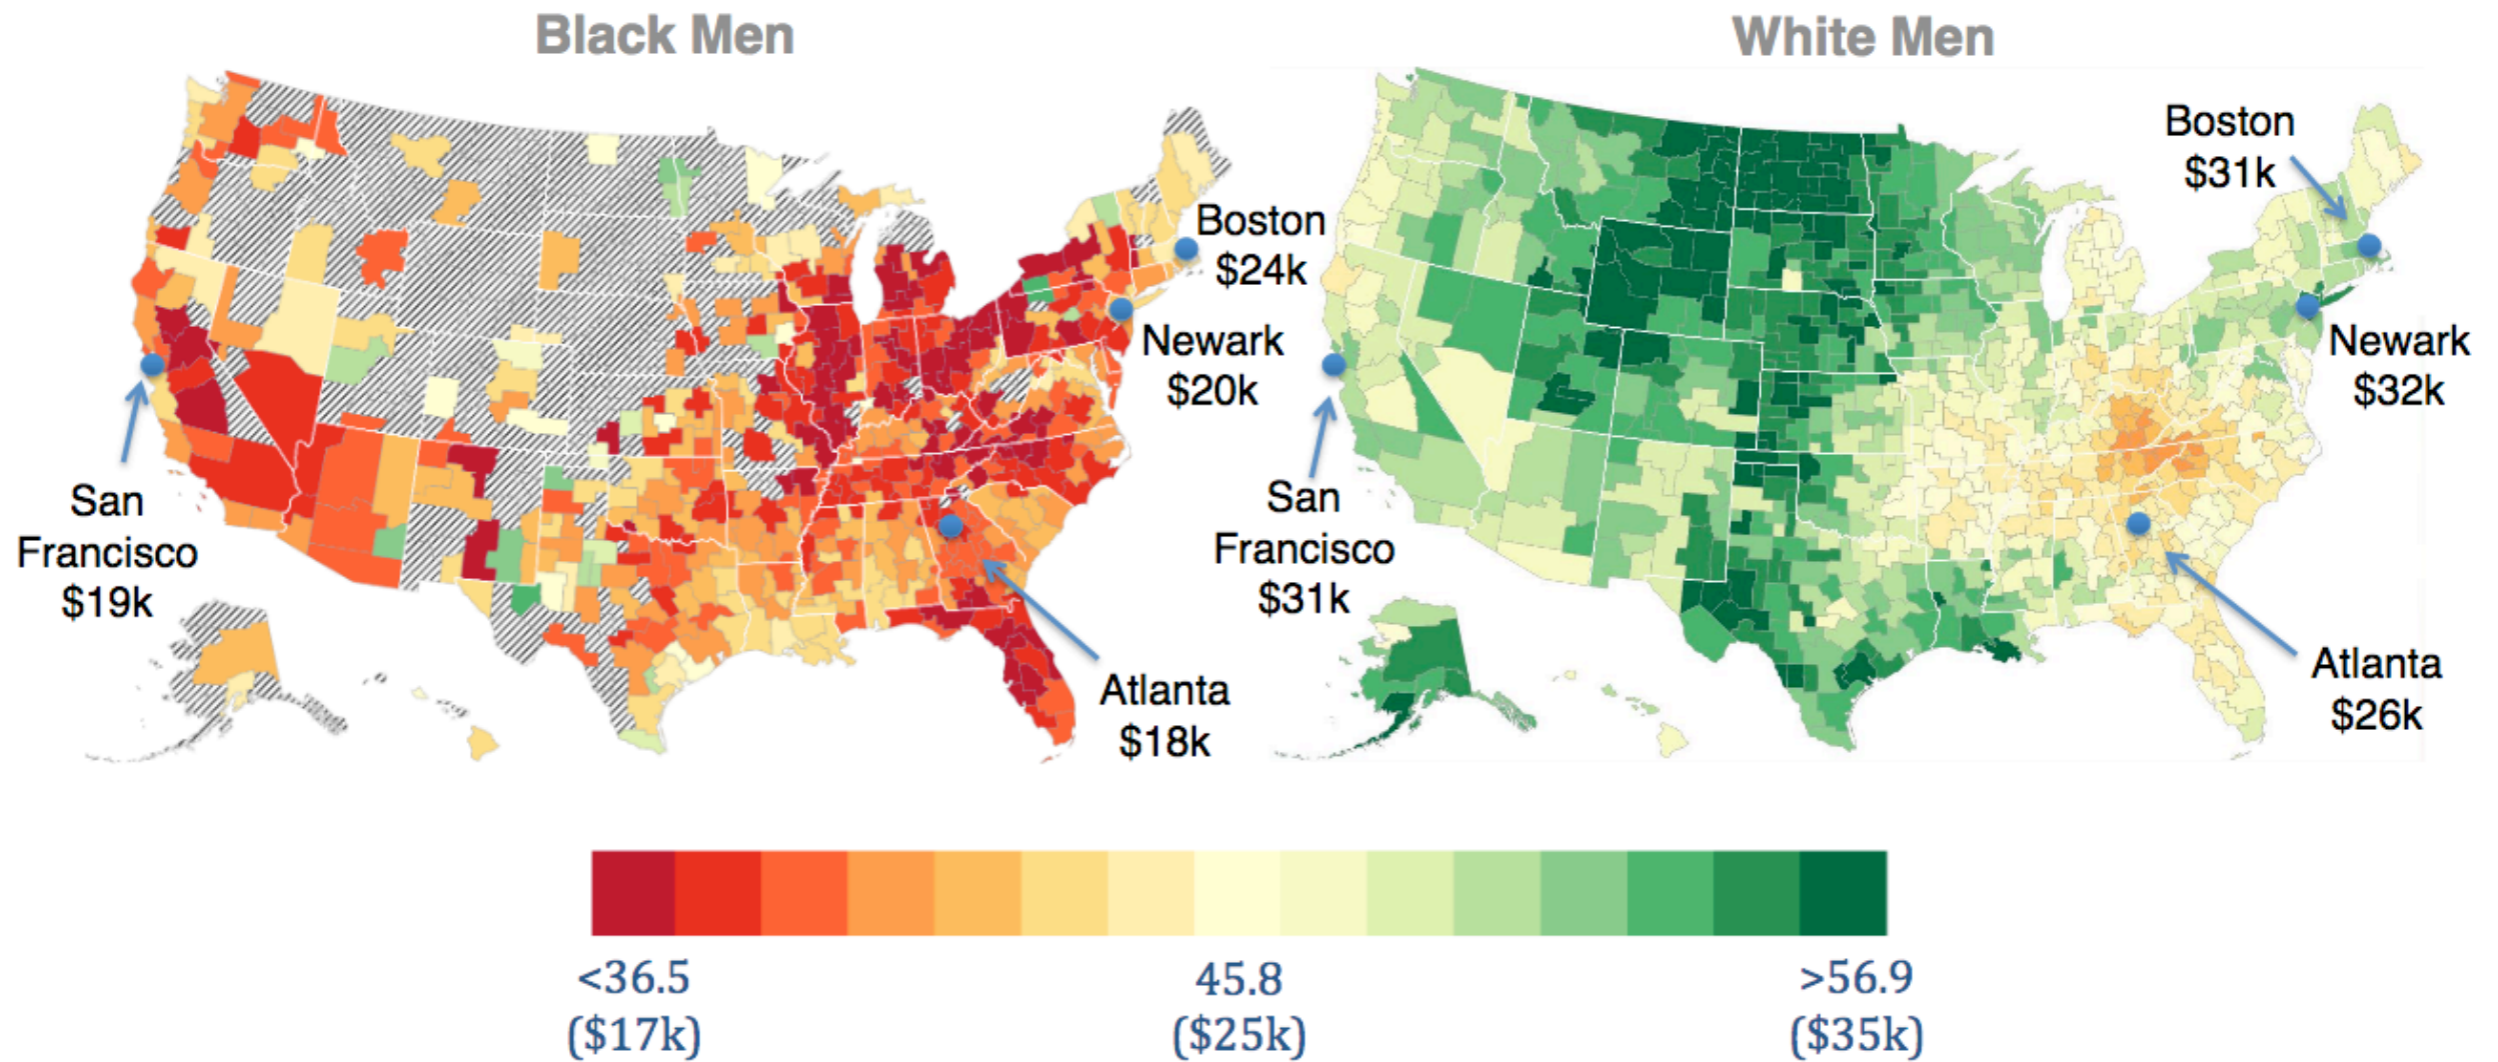 Black Men
Boston
$24k
Newark
$20k
San
Francisco
$19k
Atlanta
$18k
White Men
Boston
$31k
Newark
$32k
San
Francisco
$31k
Atlanta
$26k
<36.5
($17k)
45.8
($25k)
>56.9
($35k)